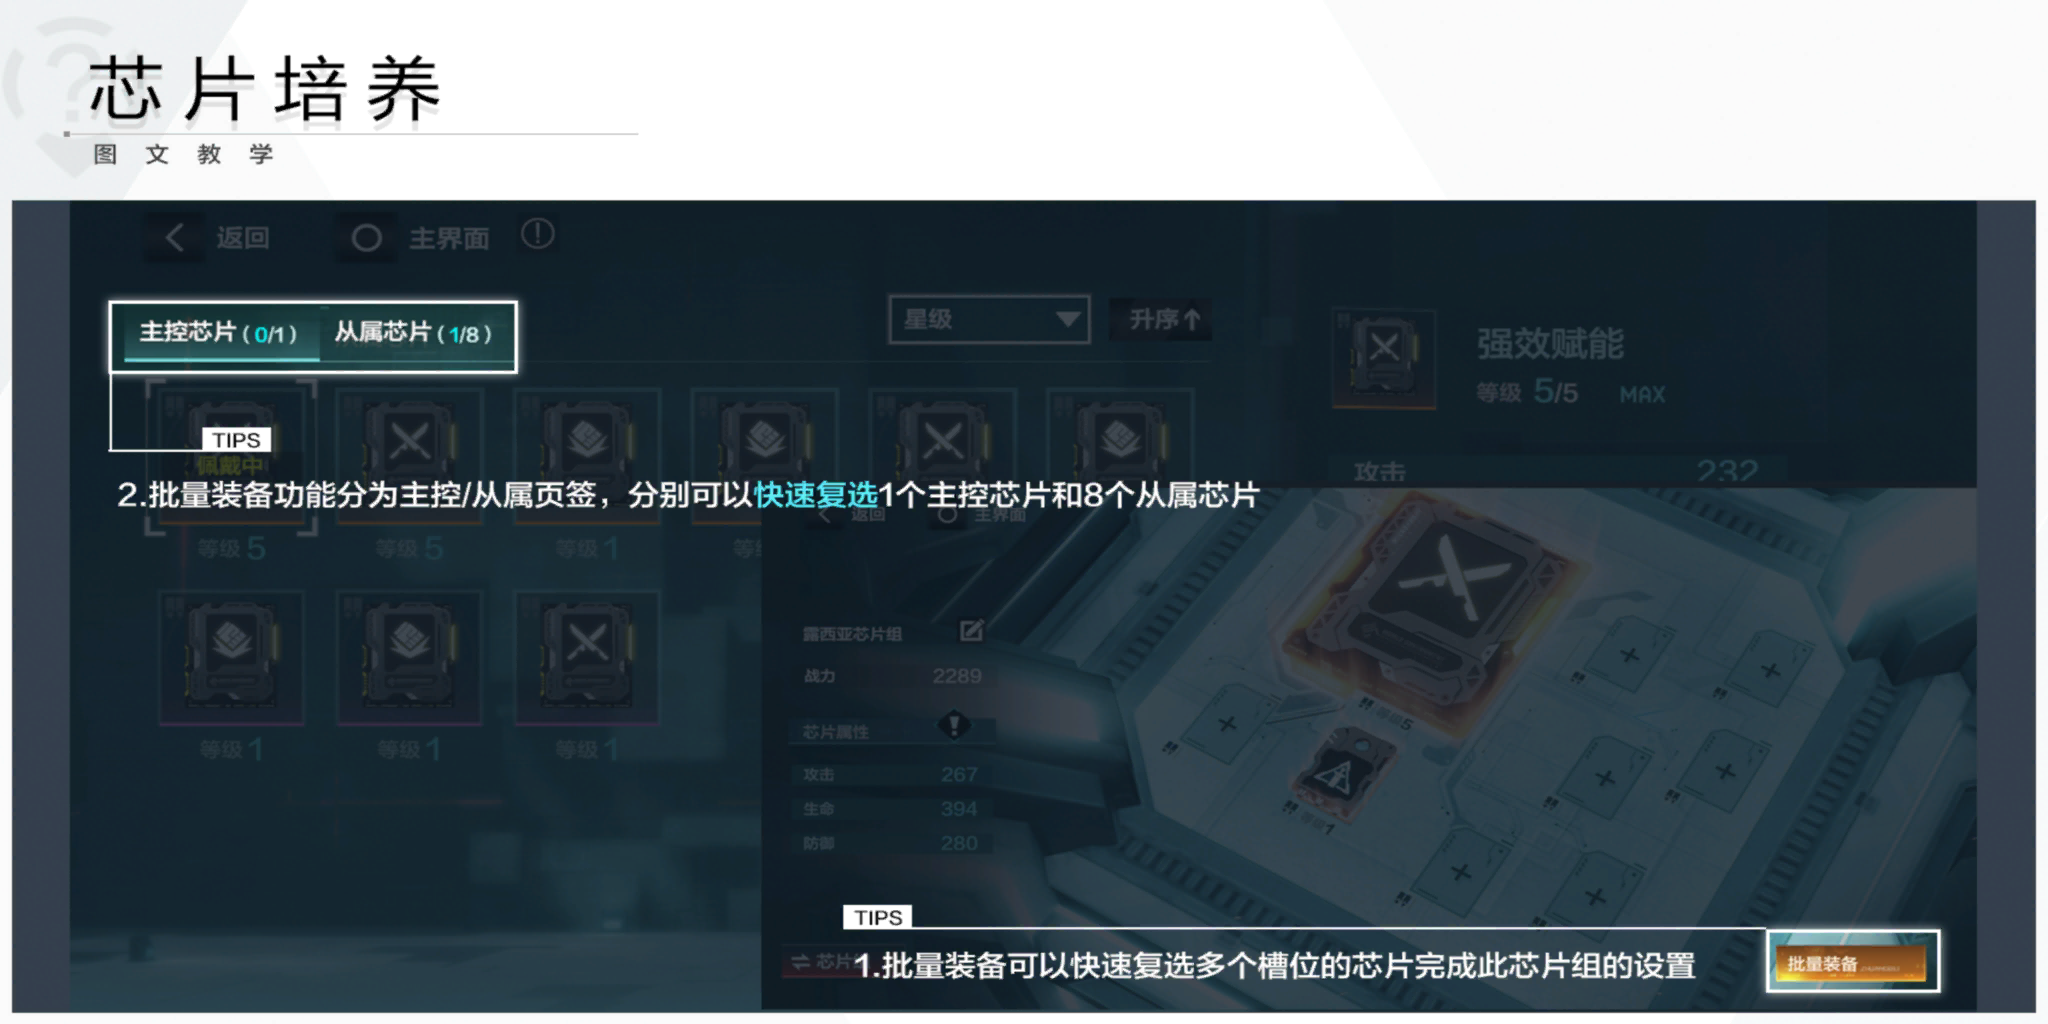 芯片培养
图文教学
返回 主界面
主控芯片(0/1) 从属芯片(1/8)
星级 升序↑
强效赋能
等级 5/5 MAX
攻击 232
TIPS
佩戴中
2.批量装备功能分为主控/从属页签，分别可以快速复选1个主控芯片和8个从属芯片
返回 主界面
等级 5 等级 5 等级 1
等级 1 等级 1 等级 1
露西亚芯片组
战力 2289
芯片属性
攻击 267
生命 394
防御 280
等级5
等级1
TIPS
1.批量装备可以快速复选多个槽位的芯片完成此芯片组的设置
芯片
批量装备